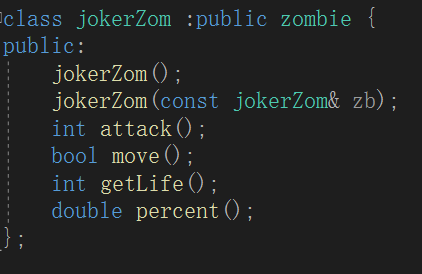 class jokerZom :public zombie {
public:
jokerZom();
jokerZom(const jokerZom& zb);
int attack();
bool move();
int getLife();
double percent();
};